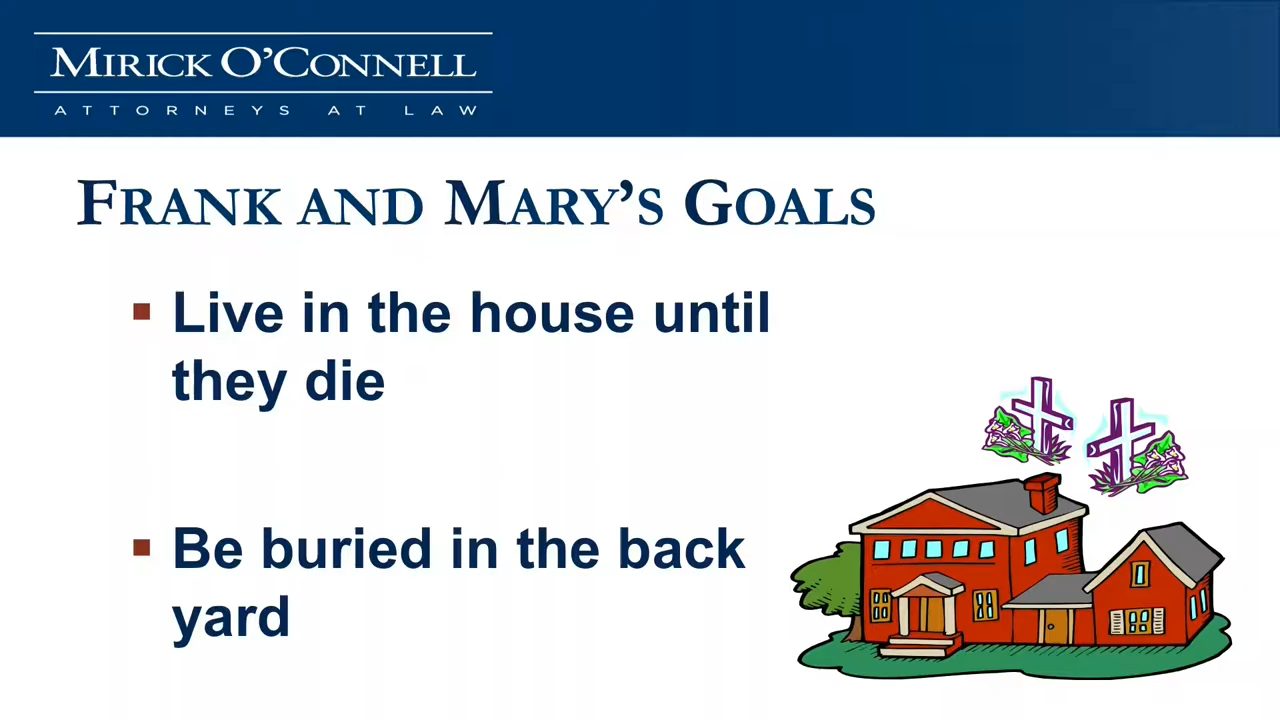 MIRICK O'CONNELL
ATTORNEYS AT LAW
FRANK AND MARY'S GOALS
▪ Live in the house until
they die
▪ Be buried in the back
yard